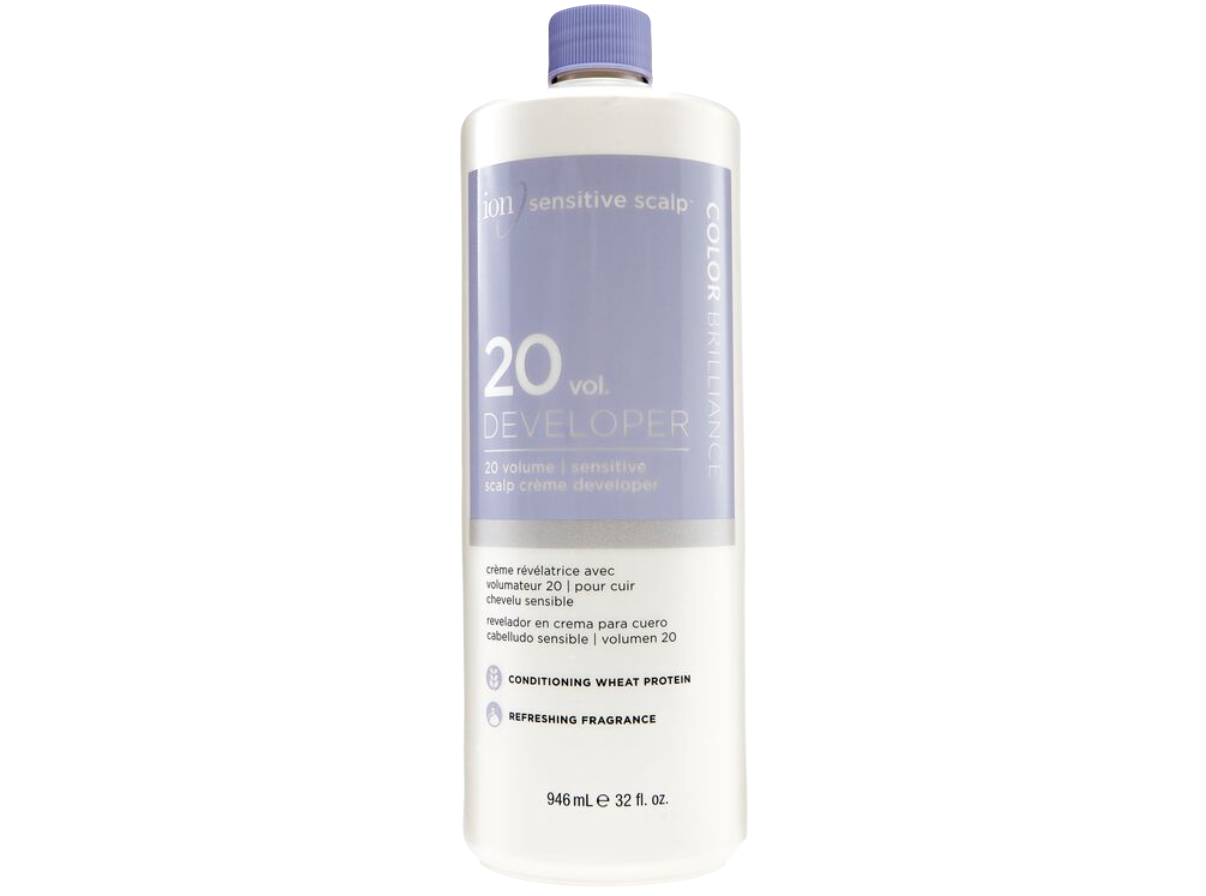 ion sensitive scalp™
COLOR BRILLIANCE
20 vol.
DEVELOPER
20 volume | sensitive
scalp crème developer
crème révélatrice avec
volumateur 20 | pour cuir
chevelu sensible
revelador en crema para cuero
cabelludo sensible | volumen 20
CONDITIONING WHEAT PROTEIN
REFRESHING FRAGRANCE
946 mL ℮ 32 fl. oz.